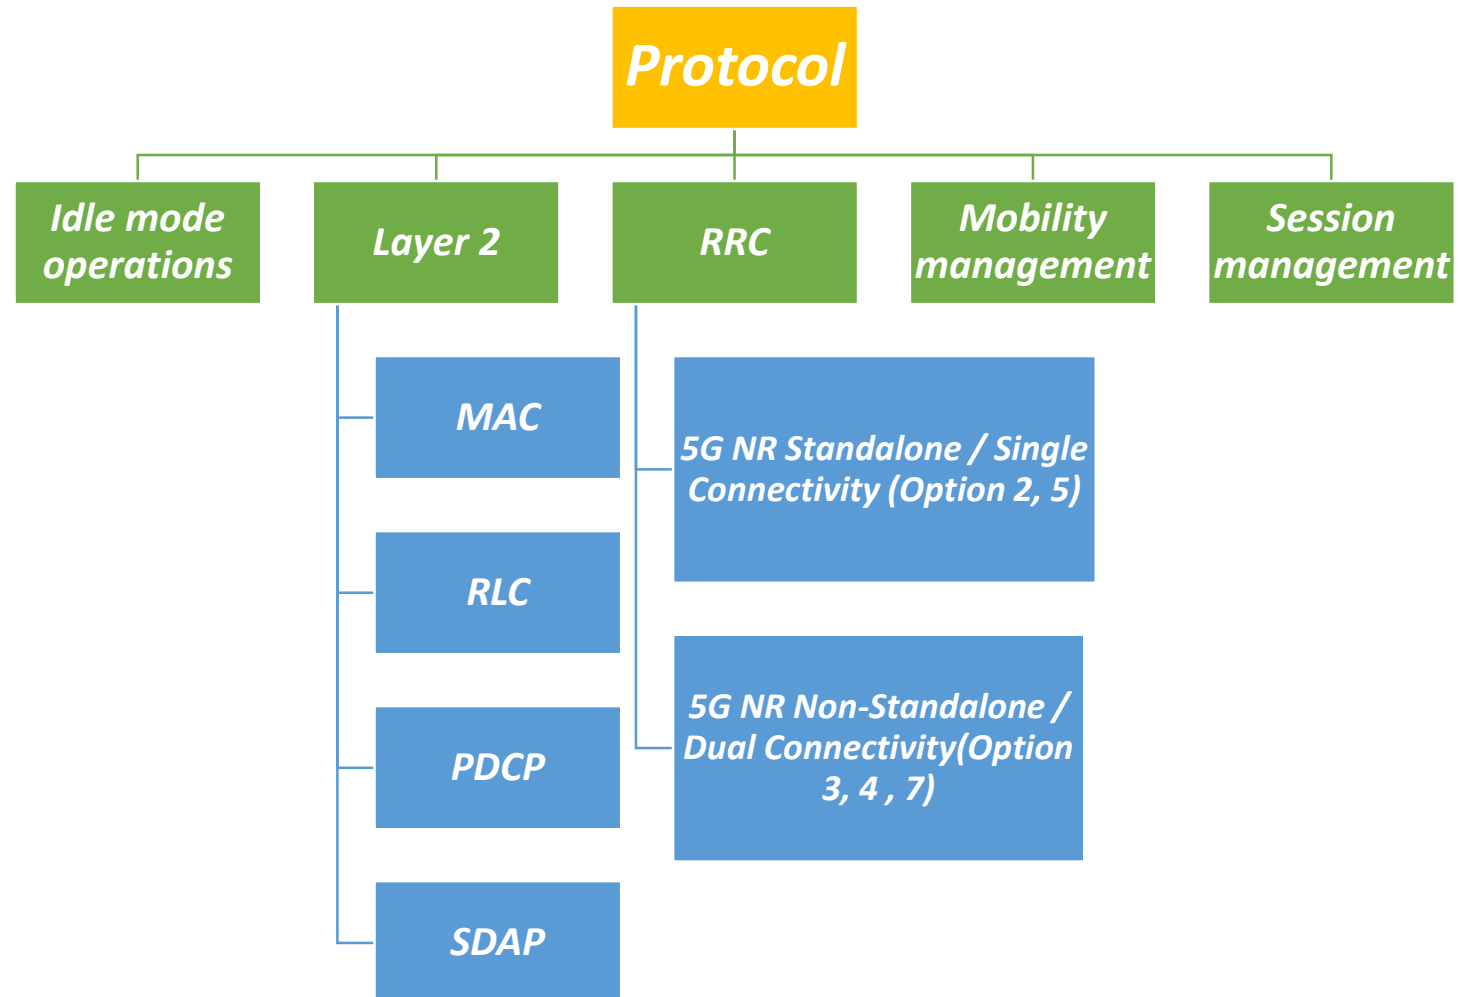 Protocol
Idle mode
operations
Layer 2
RRC
Mobility
management
Session
management
MAC
RLC
PDCP
SDAP
5G NR Standalone / Single
Connectivity (Option 2, 5)
5G NR Non-Standalone /
Dual Connectivity(Option
3, 4 , 7)